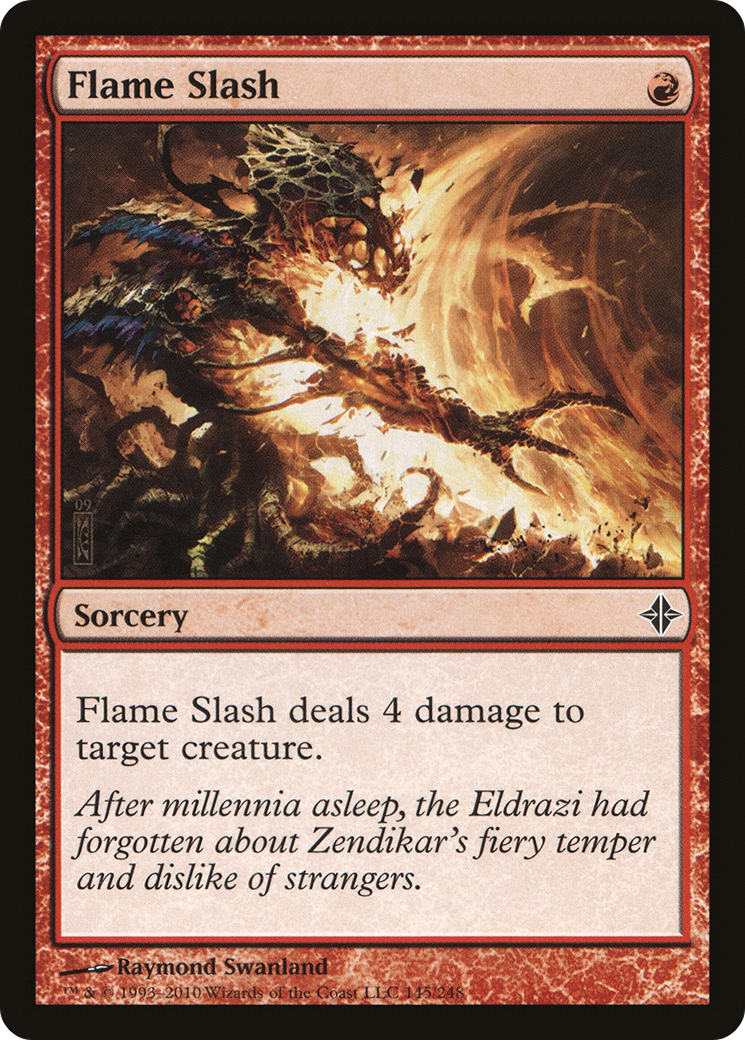 Flame Slash
09
Sorcery
Flame Slash deals 4 damage to
target creature.
After millennia asleep, the Eldrazi had
forgotten about Zendikar's fiery temper
and dislike of strangers.
Raymond Swanland
™ & © 1993–2010 Wizards of the Coast LLC 145/248